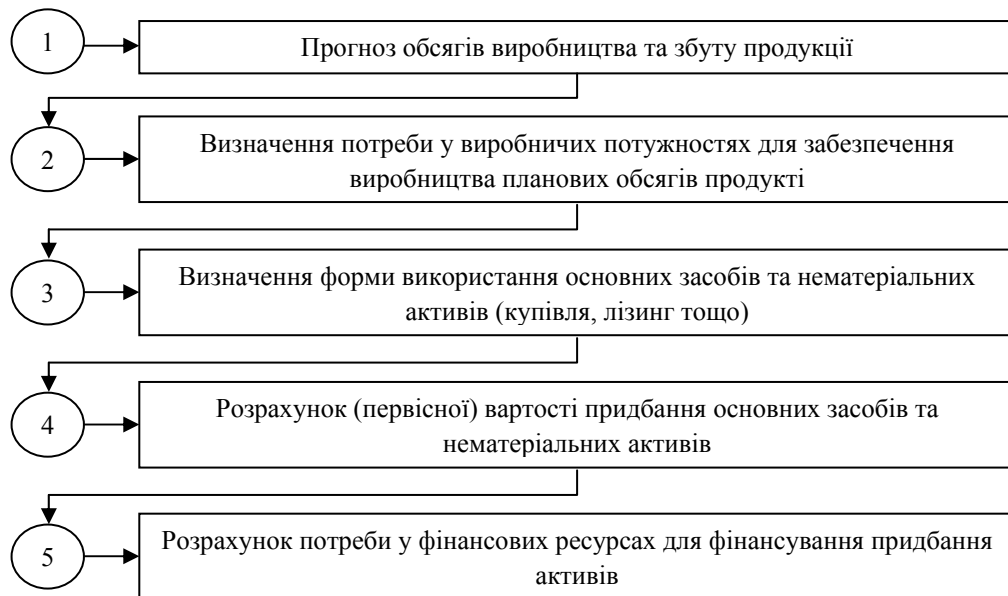 1
Прогноз обсягів виробництва та збуту продукції
2
Визначення потреби у виробничих потужностях для забезпечення
виробництва планових обсягів продукті
3
Визначення форми використання основних засобів та нематеріальних
активів (купівля, лізинг тощо)
4
Розрахунок (первісної) вартості придбання основних засобів та
нематеріальних активів
5
Розрахунок потреби у фінансових ресурсах для фінансування придбання
активів